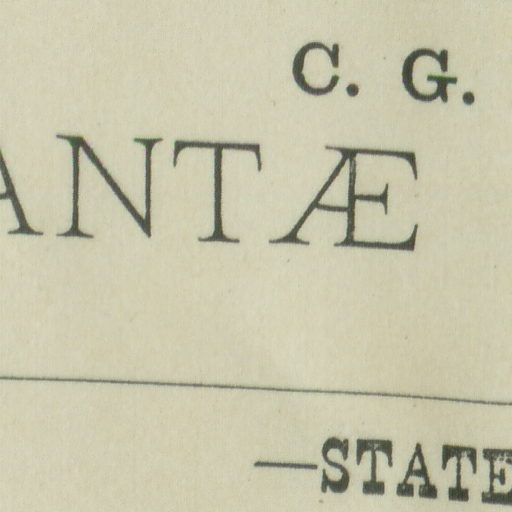 C. G.
ANTÆ
—STATE